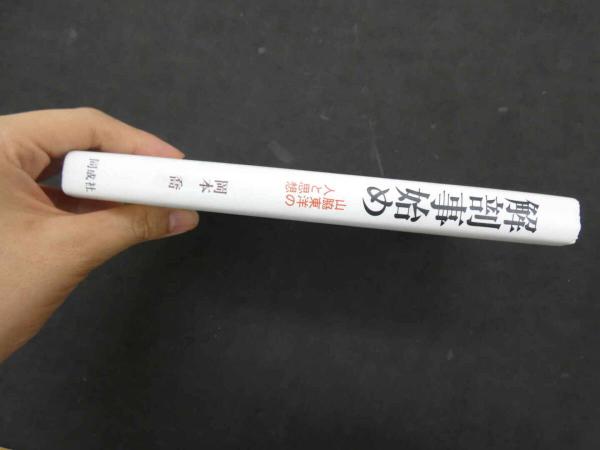 解剖事始め
山脇東洋の
人と思想
岡本 喬
同成社